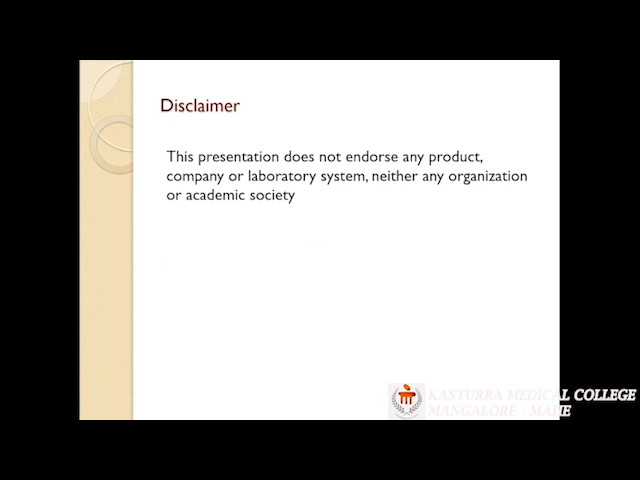 Disclaimer
This presentation does not endorse any product,
company or laboratory system, neither any organization
or academic society
KASTURBA MEDICAL COLLEGE
MANGALORE - MAHE